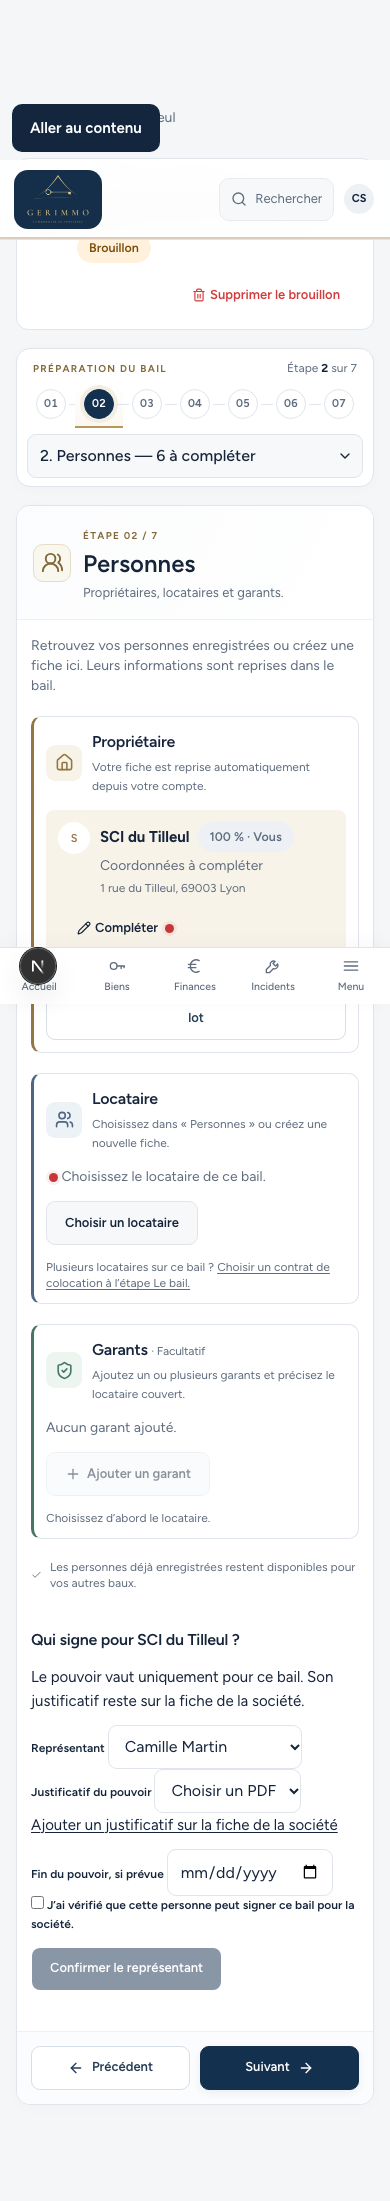 eul
Aller au contenu
GERIMMO
Rechercher
CS
Brouillon
Supprimer le brouillon
PRÉPARATION DU BAIL
Étape 2 sur 7
01 02 03 04 05 06 07
2. Personnes — 6 à compléter
ÉTAPE 02 / 7
Personnes
Propriétaires, locataires et garants.
Retrouvez vos personnes enregistrées ou créez une
fiche ici. Leurs informations sont reprises dans le
bail.
Propriétaire
Votre fiche est reprise automatiquement
depuis votre compte.
S
SCI du Tilleul
100 % · Vous
Coordonnées à compléter
1 rue du Tilleul, 69003 Lyon
Compléter
N
Accueil
Biens
Finances
Incidents
Menu
lot
Locataire
Choisissez dans « Personnes » ou créez une
nouvelle fiche.
Choisissez le locataire de ce bail.
Choisir un locataire
Plusieurs locataires sur ce bail ? Choisir un contrat de
colocation à l’étape Le bail.
Garants · Facultatif
Ajoutez un ou plusieurs garants et précisez le
locataire couvert.
Aucun garant ajouté.
Ajouter un garant
Choisissez d’abord le locataire.
Les personnes déjà enregistrées restent disponibles pour
vos autres baux.
Qui signe pour SCI du Tilleul ?
Le pouvoir vaut uniquement pour ce bail. Son
justificatif reste sur la fiche de la société.
Représentant
Camille Martin
Justificatif du pouvoir
Choisir un PDF
Ajouter un justificatif sur la fiche de la société
Fin du pouvoir, si prévue
mm/dd/yyyy
J’ai vérifié que cette personne peut signer ce bail pour la
société.
Confirmer le représentant
Précédent
Suivant